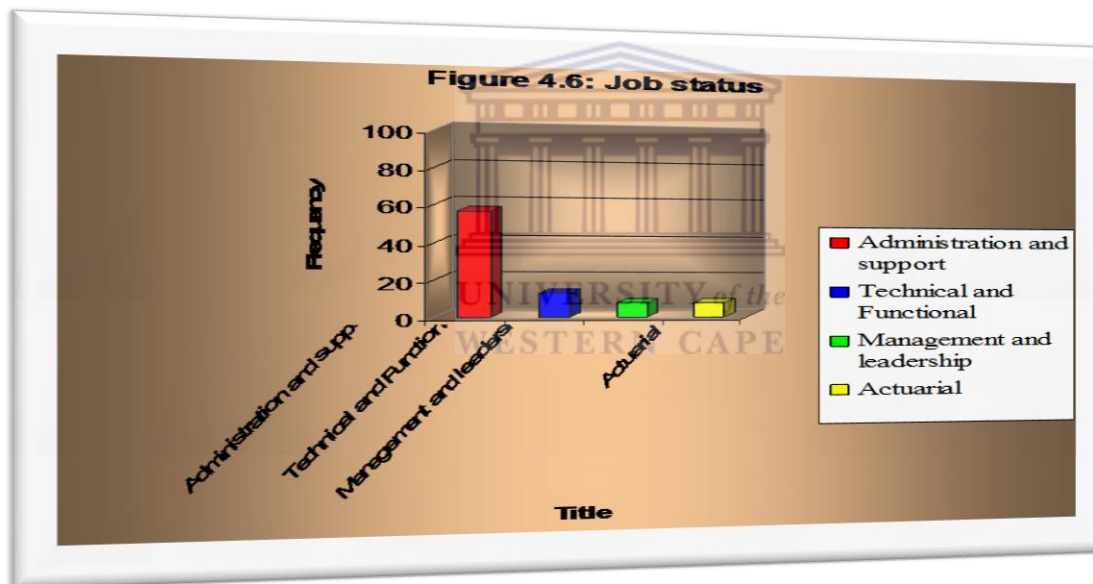 Figure 4.6: Job status
100
80
60
40
20
0
Frequency
Administration and supp.
Technical and Function
Management and leaders
Actuarial
Title
Administration and
support
Technical and
Functional
Management and
leadership
Actuarial
UNIVERSITY of the
WESTERN CAPE